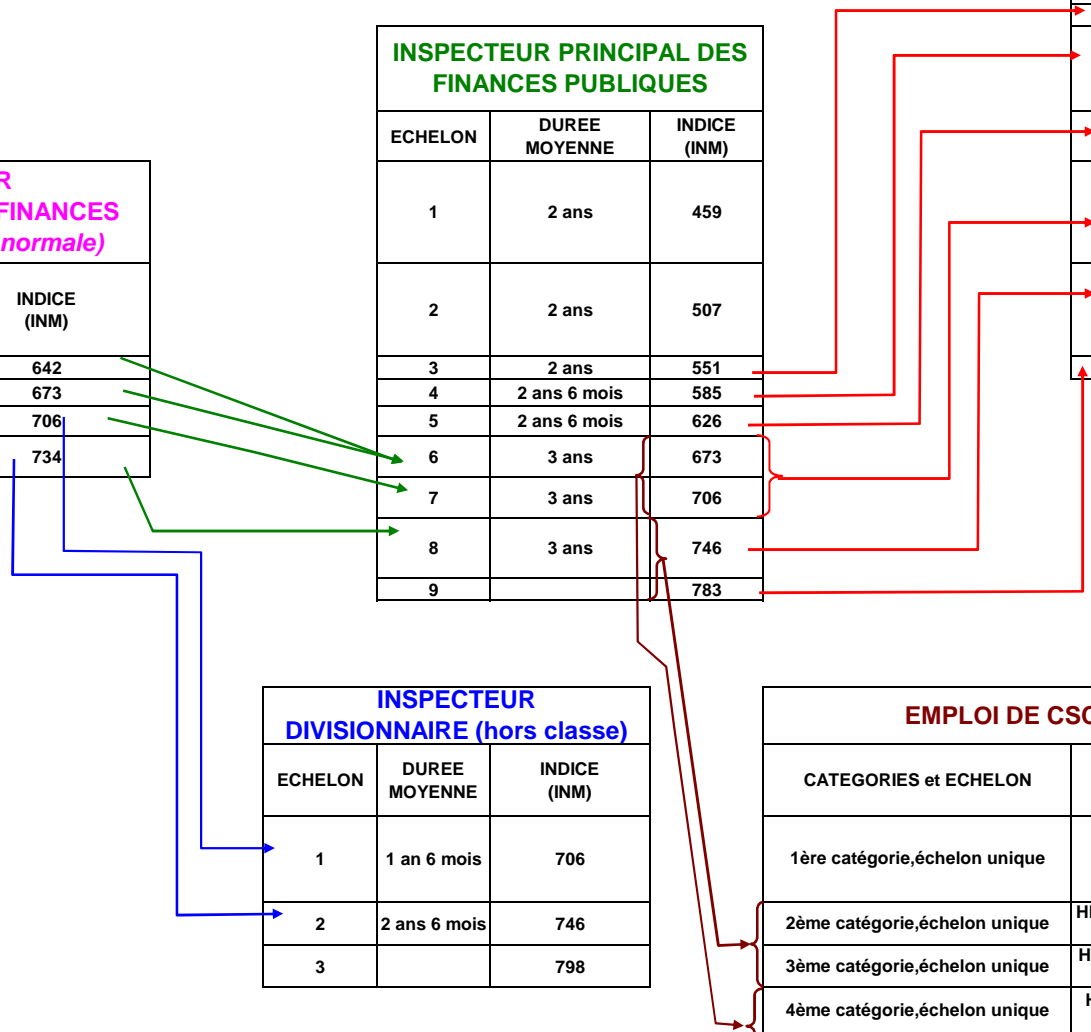 INSPECTEUR PRINCIPAL DES
FINANCES PUBLIQUES
ECHELON DUREE MOYENNE INDICE (INM)
1 2 ans 459
2 2 ans 507
3 2 ans 551
4 2 ans 6 mois 585
5 2 ans 6 mois 626
6 3 ans 673
7 3 ans 706
8 3 ans 746
9 783
R
FINANCES
normale)
INDICE
(INM)
642
673
706
734
INSPECTEUR
DIVISIONNAIRE (hors classe)
ECHELON DUREE MOYENNE INDICE (INM)
1 1 an 6 mois 706
2 2 ans 6 mois 746
3 798
EMPLOI DE CSC
CATEGORIES et ECHELON
1ère catégorie,échelon unique
2ème catégorie,échelon unique
3ème catégorie,échelon unique
4ème catégorie,échelon unique